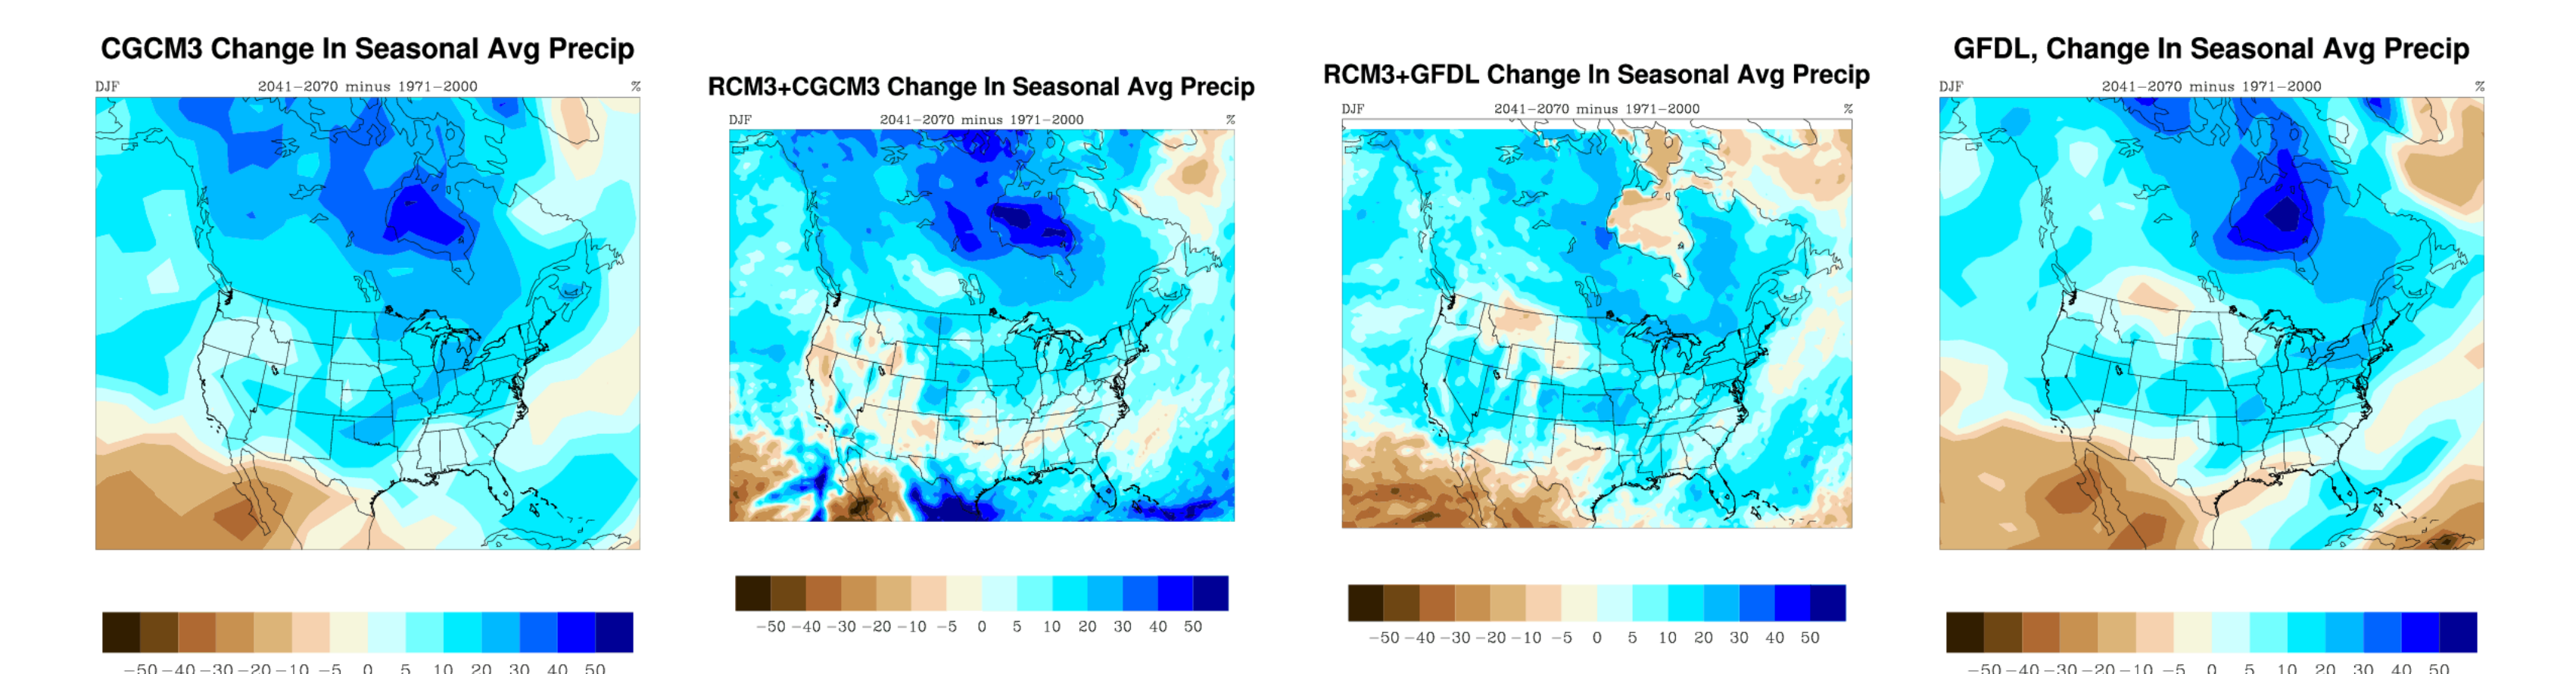 CGCM3 Change In Seasonal Avg Precip
DJF 2041−2070 minus 1971−2000 %
−50 −40 −30 −20 −10 −5 0 5 10 20 30 40 50
RCM3+CGCM3 Change In Seasonal Avg Precip
DJF 2041−2070 minus 1971−2000 %
−50 −40 −30 −20 −10 −5 0 5 10 20 30 40 50
RCM3+GFDL Change In Seasonal Avg Precip
DJF 2041−2070 minus 1971−2000 %
−50 −40 −30 −20 −10 −5 0 5 10 20 30 40 50
GFDL, Change In Seasonal Avg Precip
DJF 2041−2070 minus 1971−2000 %
−50 −40 −30 −20 −10 −5 0 5 10 20 30 40 50